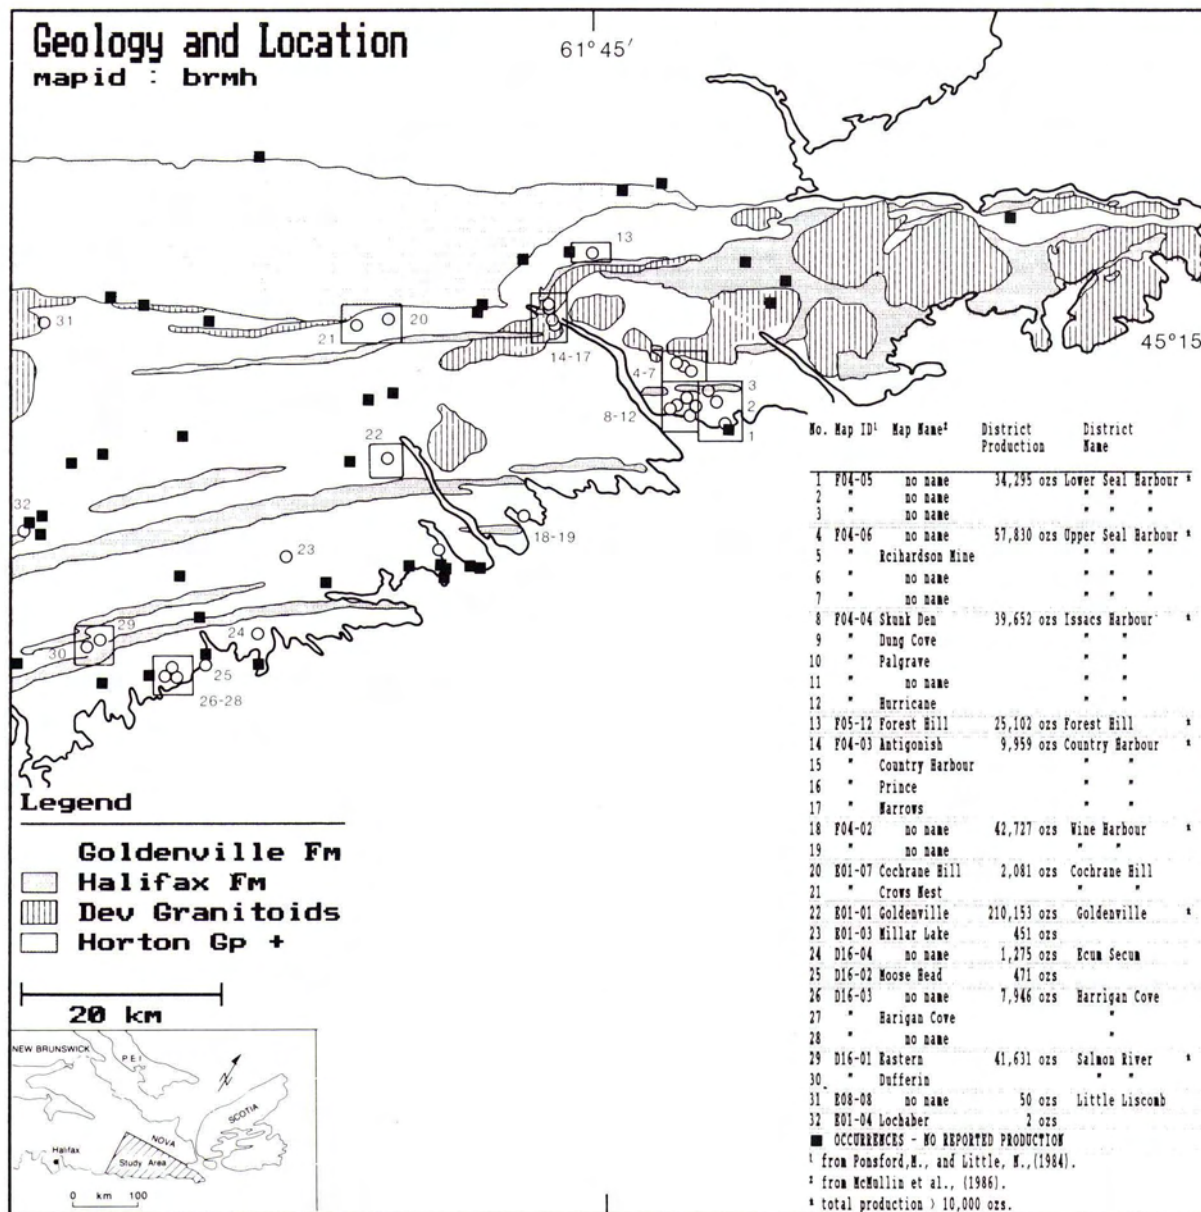 Geology and Location
mapid : brmh
61°45′
45°15
13
31
21
20
14-17
4-7
3
8-12
2
1
22
32
18-19
23
29
30
24
25
26-28
Legend
Goldenville Fm
Halifax Fm
Dev Granitoids
Horton Gp +
20 km
NEW BRUNSWICK
P E I
NOVA
SCOTIA
Halifax
Study Area
0 km 100
No. Map ID¹ Map Name² District Production District Name
1 F04-05 no name 34,295 ozs Lower Seal Harbour *
2 " no name " " "
3 " no name " " "
4 F04-06 no name 57,830 ozs Upper Seal Harbour *
5 " Rcihardson Mine " " "
6 " no name " " "
7 " no name " " "
8 F04-04 Skunk Den 39,652 ozs Issacs Harbour *
9 " Dung Cove " "
10 " Palgrave " "
11 " no name " "
12 " Hurricane " "
13 F05-12 Forest Hill 25,102 ozs Forest Hill *
14 F04-03 Antigonish 9,959 ozs Country Harbour *
15 " Country Harbour " "
16 " Prince " "
17 " Narrows " "
18 F04-02 no name 42,727 ozs Wine Harbour *
19 " no name " "
20 E01-07 Cochrane Hill 2,081 ozs Cochrane Hill
21 " Crows Nest " "
22 E01-01 Goldenville 210,153 ozs Goldenville *
23 E01-03 Millar Lake 451 ozs
24 D16-04 no name 1,275 ozs Ecum Secum
25 D16-02 Moose Head 471 ozs
26 D16-03 no name 7,946 ozs Harrigan Cove
27 " Harigan Cove "
28 " no name "
29 D16-01 Eastern 41,631 ozs Salmon River *
30 " Dufferin " "
31 E08-08 no name 50 ozs Little Liscomb
32 E01-04 Lochaber 2 ozs
■ OCCURRENCES - NO REPORTED PRODUCTION
¹ from Ponsford,M., and Little, N.,(1984).
² from McMullin et al., (1986).
* total production > 10,000 ozs.